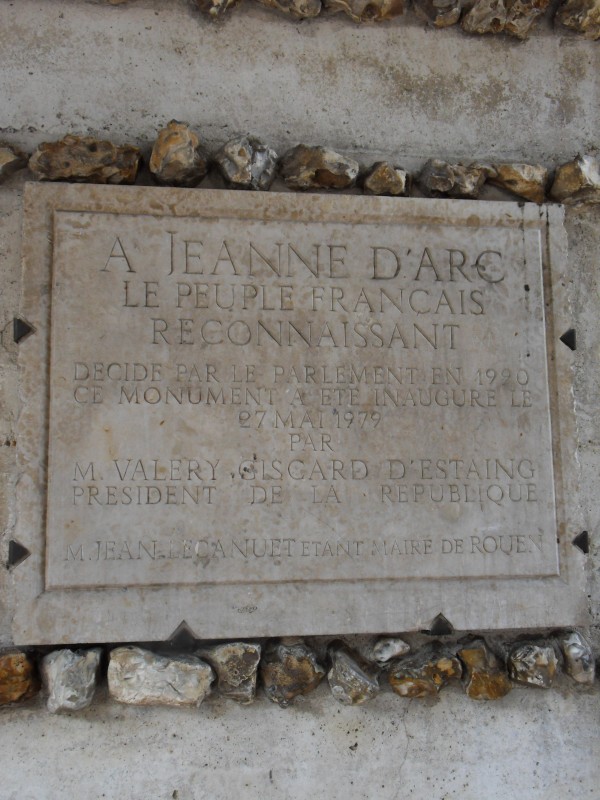 A JEANNE D'ARC
LE PEUPLE FRANCAIS
RECONNAISSANT
DECIDE PAR LE PARLEMENT EN 1920
CE MONUMENT A ETE INAUGURE LE
27 MAI 1979
PAR
M. VALERY GISCARD D'ESTAING
PRESIDENT DE LA REPUBLIQUE
M. JEAN LECANUET ETANT MAIRE DE ROUEN